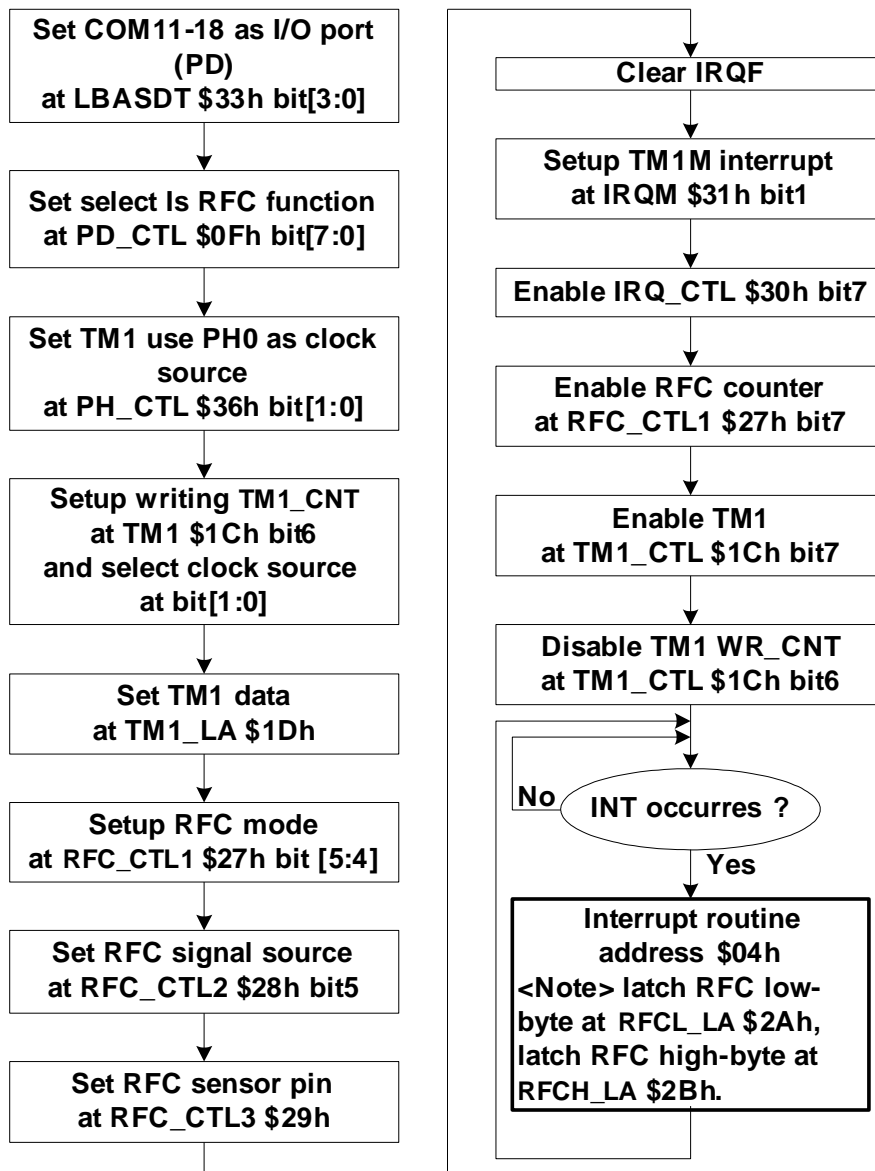 Set COM11-18 as I/O port
(PD)
at LBASDT $33h bit[3:0]
Set select Is RFC function
at PD_CTL $0Fh bit[7:0]
Set TM1 use PH0 as clock
source
at PH_CTL $36h bit[1:0]
Setup writing TM1_CNT
at TM1 $1Ch bit6
and select clock source
at bit[1:0]
Set TM1 data
at TM1_LA $1Dh
Setup RFC mode
at RFC_CTL1 $27h bit [5:4]
Set RFC signal source
at RFC_CTL2 $28h bit5
Set RFC sensor pin
at RFC_CTL3 $29h
Clear IRQF
Setup TM1M interrupt
at IRQM $31h bit1
Enable IRQ_CTL $30h bit7
Enable RFC counter
at RFC_CTL1 $27h bit7
Enable TM1
at TM1_CTL $1Ch bit7
Disable TM1 WR_CNT
at TM1_CTL $1Ch bit6
No
INT occurres ?
Yes
Interrupt routine
address $04h
<Note> latch RFC low-
byte at RFCL_LA $2Ah,
latch RFC high-byte at
RFCH_LA $2Bh.